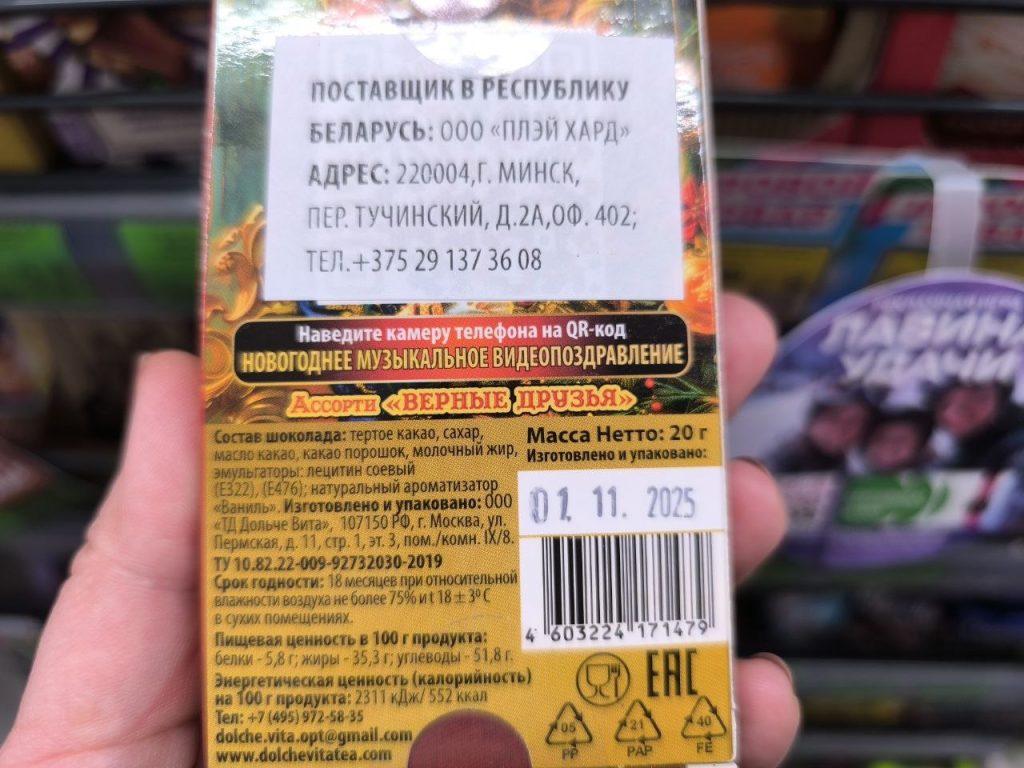 ПОСТАВЩИК В РЕСПУБЛИКУ
БЕЛАРУСЬ: ООО «ПЛЭЙ ХАРД»
АДРЕС: 220004,Г. МИНСК,
ПЕР. ТУЧИНСКИЙ, Д.2А,ОФ. 402;
ТЕЛ.+375 29 137 36 08
Наведите камеру телефона на QR-код
НОВОГОДНЕЕ МУЗЫКАЛЬНОЕ ВИДЕОПОЗДРАВЛЕНИЕ
Ассорти «ВЕРНЫЕ ДРУЗЬЯ»
Состав шоколада: тертое какао, сахар,
масло какао, какао порошок, молочный жир,
эмульгаторы: лецитин соевый
(Е322), (Е476); натуральный ароматизатор
«Ваниль». Изготовлено и упаковано: ООО
«ТД Дольче Вита», 107150 РФ, г. Москва, ул.
Пермская, д. 11, стр. 1, эт. 3, пом./комн. IX/8.
ТУ 10.82.22-009-92732030-2019
Срок годности: 18 месяцев при относительной
влажности воздуха не более 75% и t 18 ± 3⁰ С
в сухих помещениях.
Пищевая ценность в 100 г продукта:
белки - 5,8 г; жиры - 35,3 г; углеводы - 51,8 г.
Энергетическая ценность (калорийность)
на 100 г продукта: 2311 кДж/ 552 ккал
Тел: +7 (495) 972-58-35
dolche.vita.opt@gmail.com
www.dolchevitatea.com
Масса Нетто: 20 г
Изготовлено и упаковано:
01. 11. 2025
4 603224 171479
ЕАС
05
PP
21
PAP
40
FE
ЛАВИНА
УДАЧИ